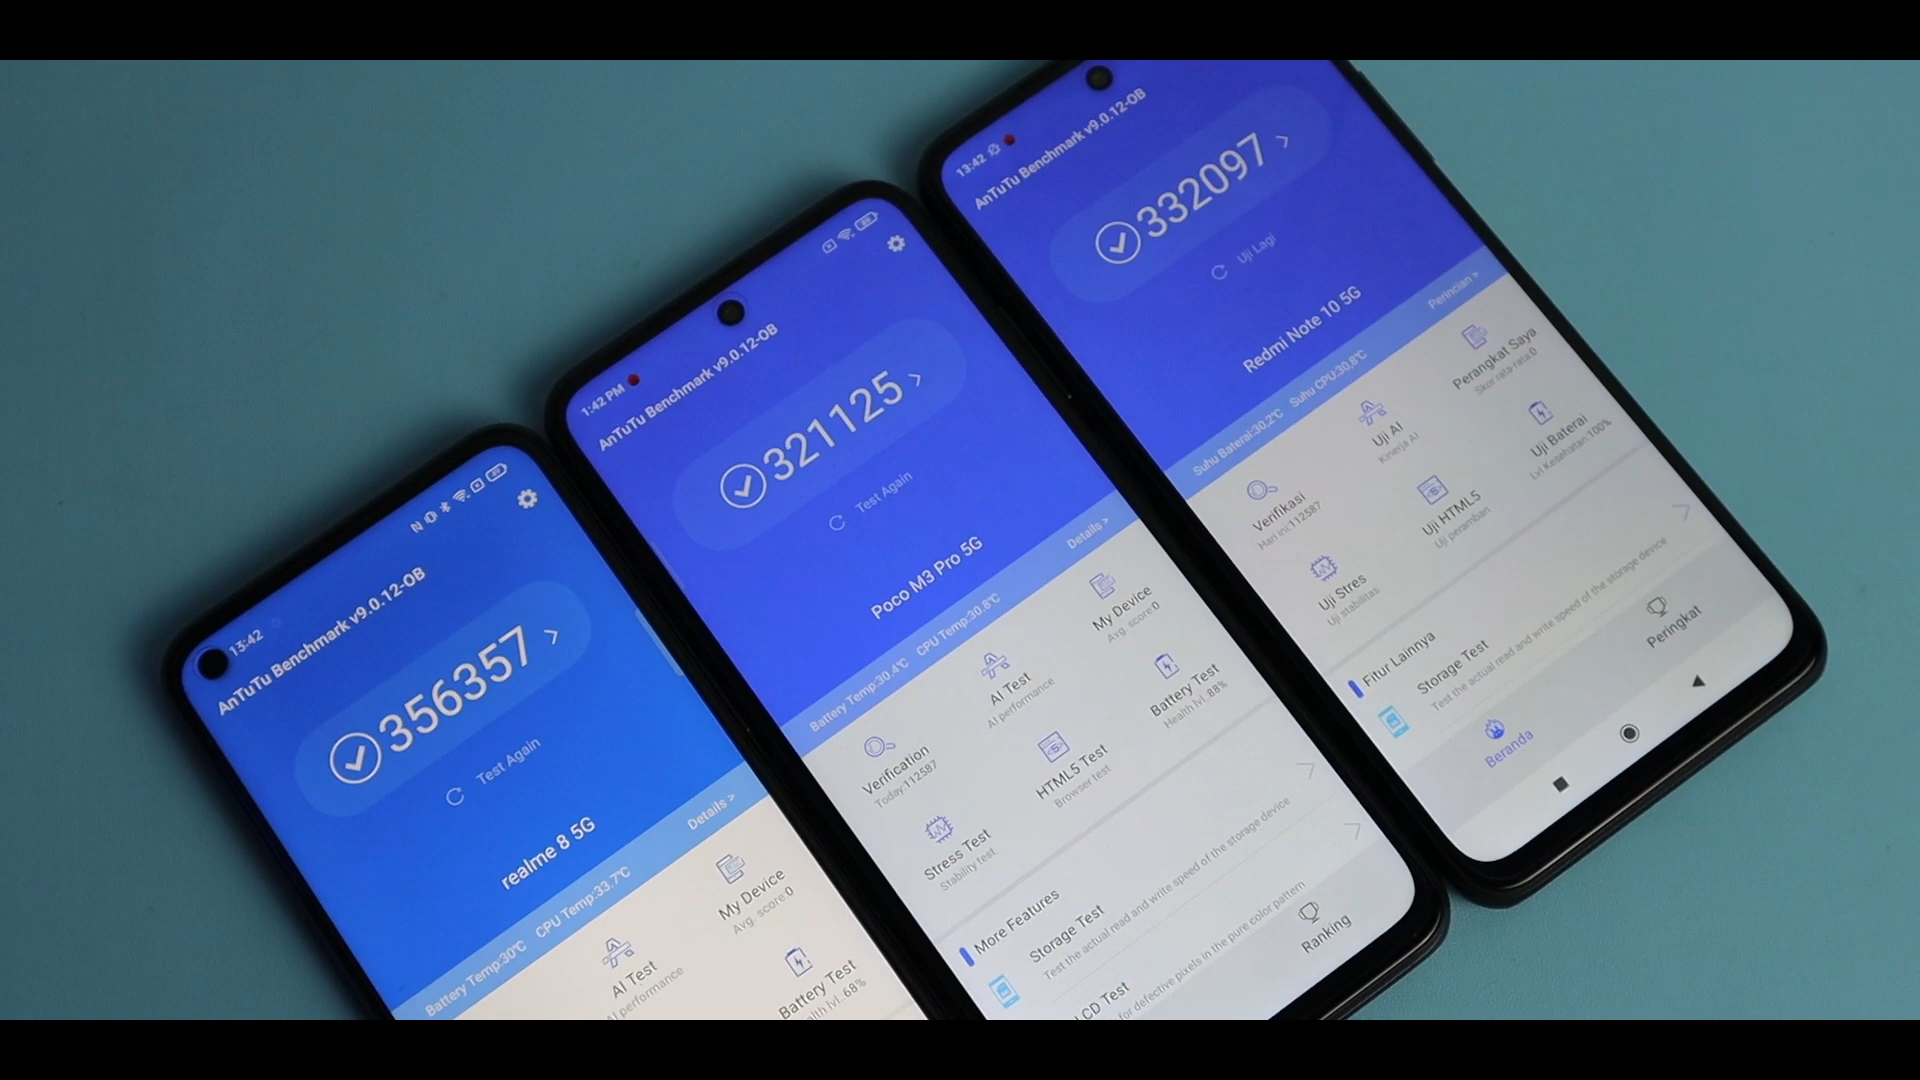 13:42
AnTuTu Benchmark v9.0.12-OB
356357 >
Test Again
realme 8 5G
Details >
Battery Temp:30℃ CPU Temp:33.7℃
My Device
Avg. score:0
AI Test
AI performance
Battery Test
Health lvl.:68%
1:42 PM
AnTuTu Benchmark v9.0.12-OB
321125 >
Test Again
Poco M3 Pro 5G
Details >
Battery Temp:30.4℃ CPU Temp:30.8℃
My Device
Avg. score:0
AI Test
AI performance
Verification
Today:112587
Battery Test
Health lvl.:88%
HTML5 Test
Browser test
Stress Test
Stability test
More Features
Storage Test
Test the actual read and write speed of the storage device
LCD Test
for defective pixels in the pure color pattern
Ranking
13:42
AnTuTu Benchmark v9.0.12-OB
332097 >
Uji Lagi
Redmi Note 10 5G
Perincian >
Suhu Baterai:30,2℃ Suhu CPU:30,8℃
Perangkat Saya
Skor rata-rata:0
Uji AI
Kinerja AI
Verifikasi
Hari ini:112587
Uji Baterai
Lvl Kesehatan:100%
Uji HTML5
Uji peramban
Uji Stres
Uji stabilitas
Fitur Lainnya
Storage Test
Test the actual read and write speed of the storage device
Beranda
Peringkat